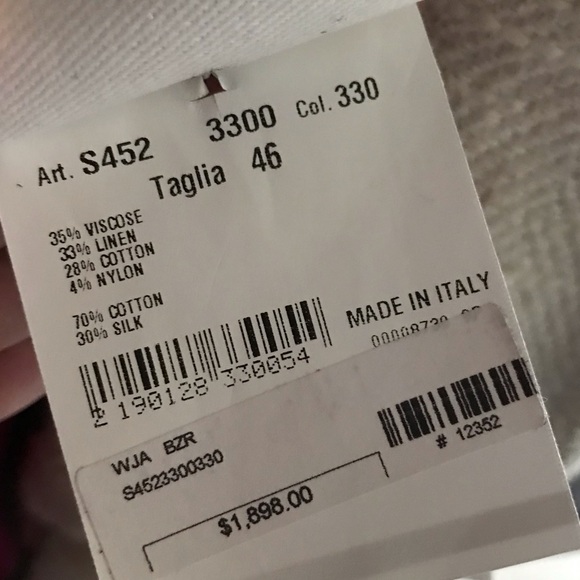 Art. S452 3300 Col. 330
Taglia 46
35% VISCOSE
33% LINEN
28% COTTON
4% NYLON
70% COTTON
30% SILK
MADE IN ITALY
2 190128 330054
WJA BZR
S4523300330
# 12352
$1,898.00